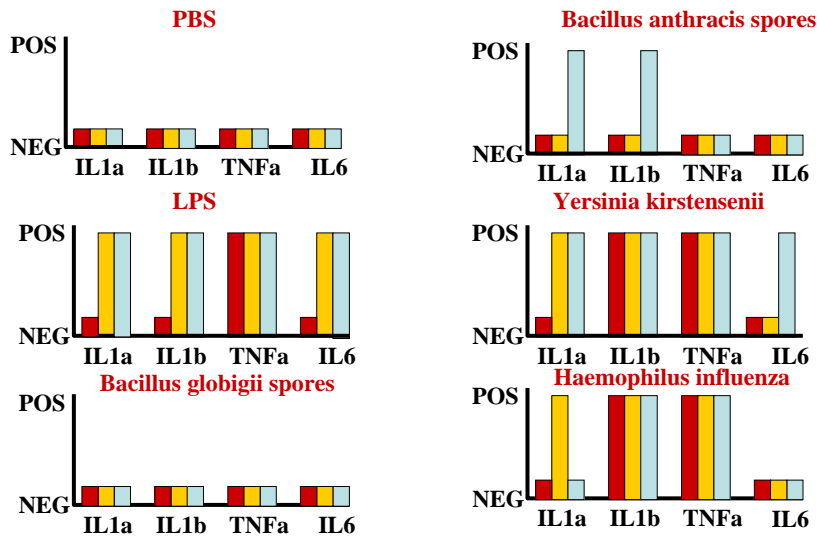 PBS
POS
NEG
IL1a IL1b TNFa IL6
Bacillus anthracis spores
POS
NEG
IL1a IL1b TNFa IL6
LPS
POS
NEG
IL1a IL1b TNFa IL6
Yersinia kirstensenii
POS
NEG
IL1a IL1b TNFa IL6
Bacillus globigii spores
POS
NEG
IL1a IL1b TNFa IL6
Haemophilus influenza
POS
NEG
IL1a IL1b TNFa IL6